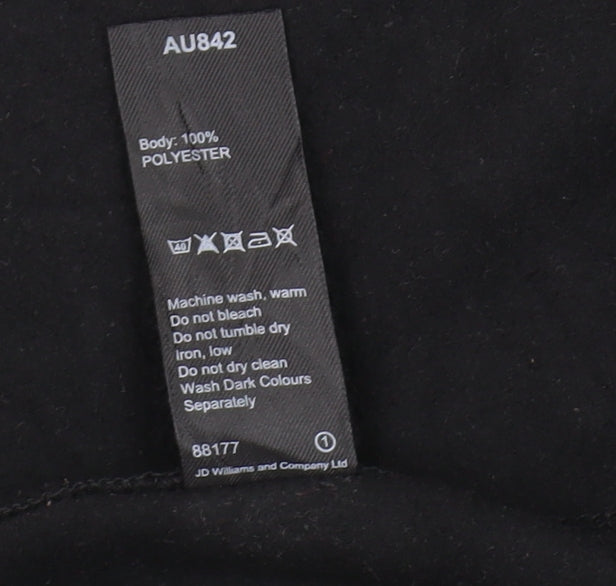 AU842
Body: 100%
POLYESTER
40
Machine wash, warm
Do not bleach
Do not tumble dry
Iron, low
Do not dry clean
Wash Dark Colours
Separately
88177 1
JD Williams and Company Ltd